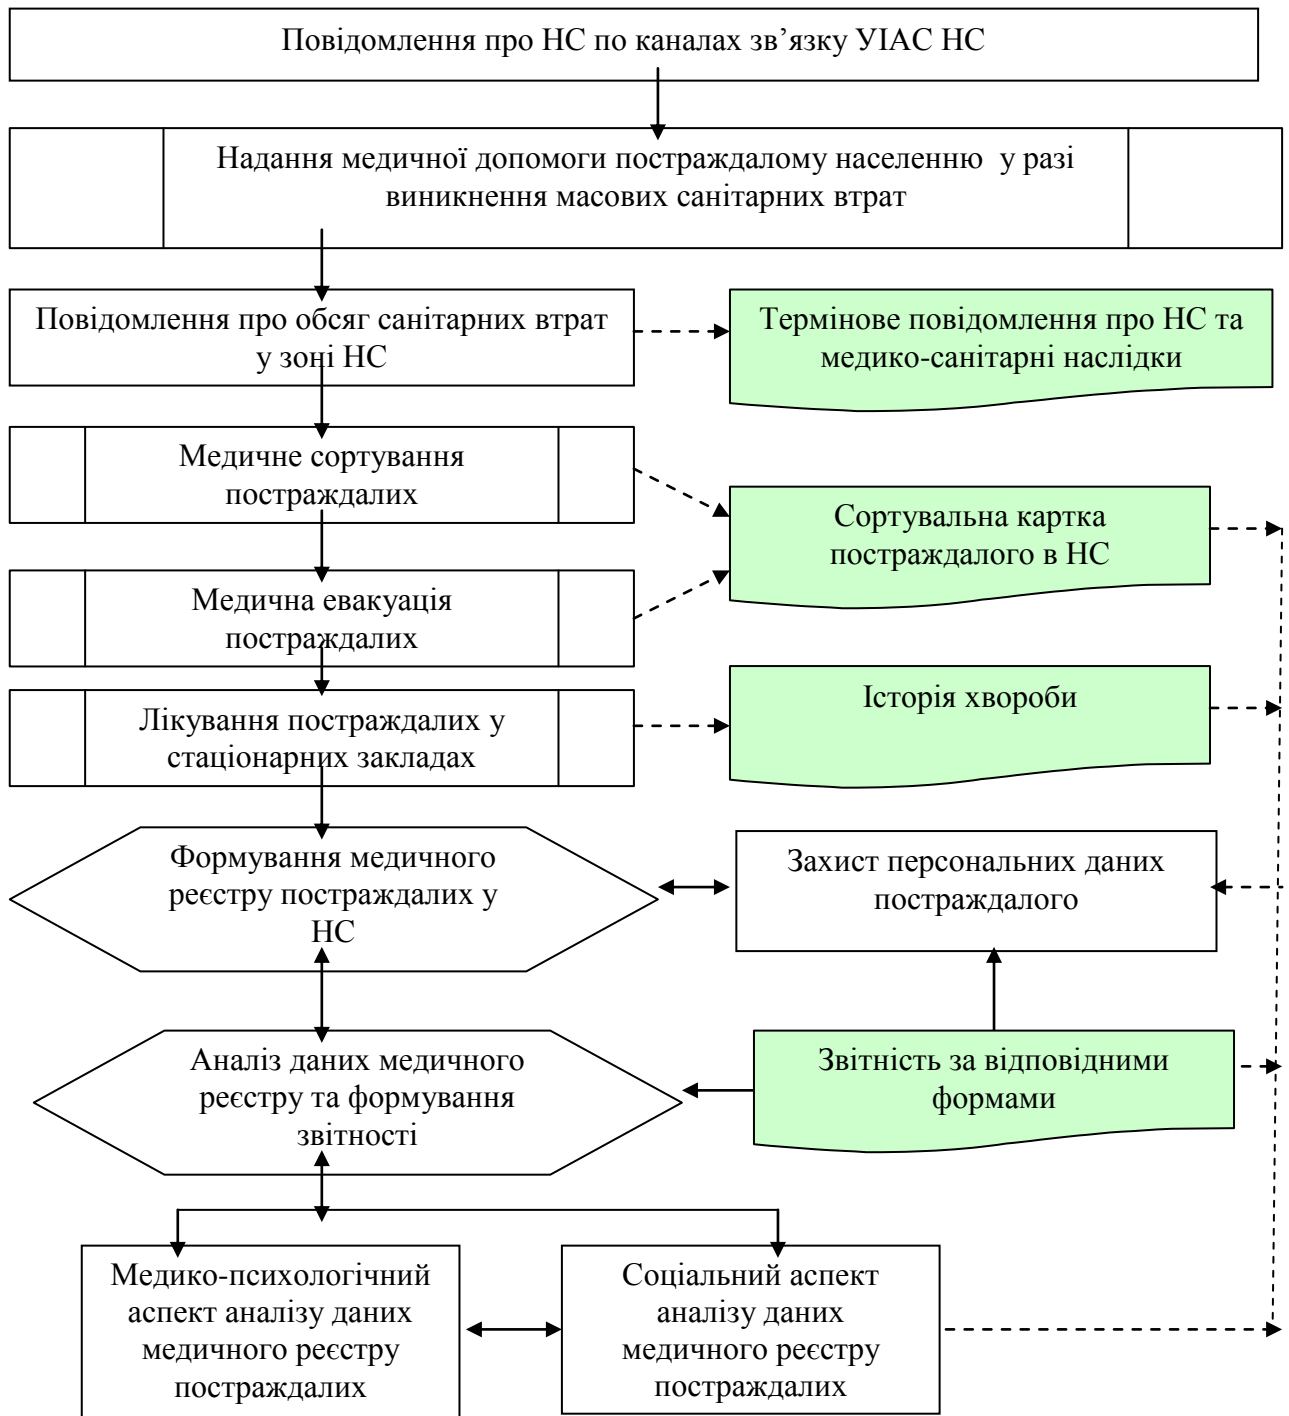 Повідомлення про НС по каналах зв’язку УІАС НС
Надання медичної допомоги постраждалому населенню у разі
виникнення масових санітарних втрат
Повідомлення про обсяг санітарних втрат
у зоні НС
Термінове повідомлення про НС та
медико-санітарні наслідки
Медичне сортування
постраждалих
Сортувальна картка
постраждалого в НС
Медична евакуація
постраждалих
Історія хвороби
Лікування постраждалих у
стаціонарних закладах
Формування медичного
реєстру постраждалих у
НС
Захист персональних даних
постраждалого
Аналіз даних медичного
реєстру та формування
звітності
Звітність за відповідними
формами
Медико-психологічний
аспект аналізу даних
медичного реєстру
постраждалих
Соціальний аспект
аналізу даних
медичного реєстру
постраждалих